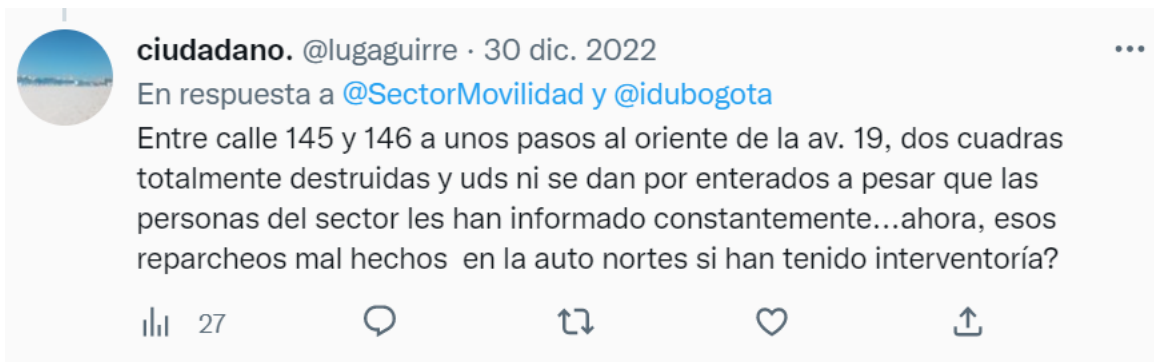 ciudadano. @lugaguirre · 30 dic. 2022
En respuesta a @SectorMovilidad y @idubogota
Entre calle 145 y 146 a unos pasos al oriente de la av. 19, dos cuadras
totalmente destruidas y uds ni se dan por enterados a pesar que las
personas del sector les han informado constantemente...ahora, esos
reparcheos mal hechos  en la auto nortes si han tenido interventoría?
27